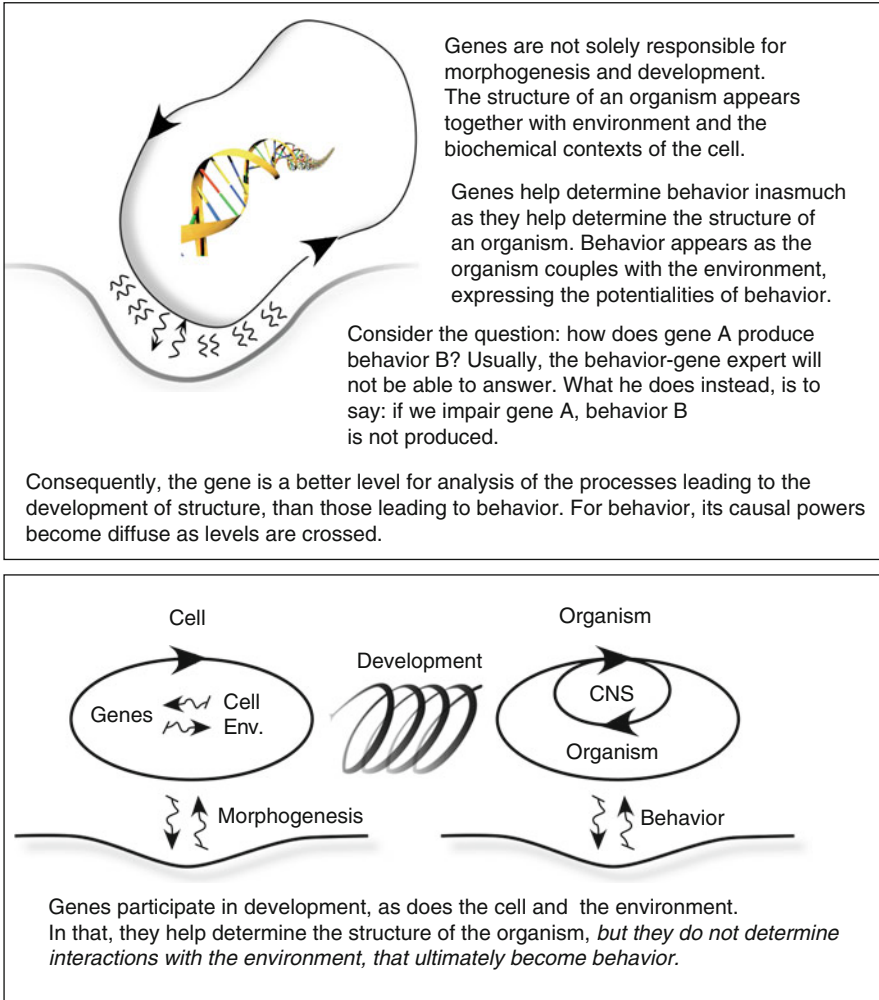 Genes are not solely responsible for
morphogenesis and development.
The structure of an organism appears
together with environment and the
biochemical contexts of the cell.
Genes help determine behavior inasmuch
as they help determine the structure of
an organism. Behavior appears as the
organism couples with the environment,
expressing the potentialities of behavior.
Consider the question: how does gene A produce
behavior B? Usually, the behavior-gene expert will
not be able to answer. What he does instead, is to
say: if we impair gene A, behavior B
is not produced.
Consequently, the gene is a better level for analysis of the processes leading to the
development of structure, than those leading to behavior. For behavior, its causal powers
become diffuse as levels are crossed.
Cell
Genes
Cell
Env.
Morphogenesis
Development
Organism
CNS
Organism
Behavior
Genes participate in development, as does the cell and the environment.
In that, they help determine the structure of the organism, but they do not determine
interactions with the environment, that ultimately become behavior.